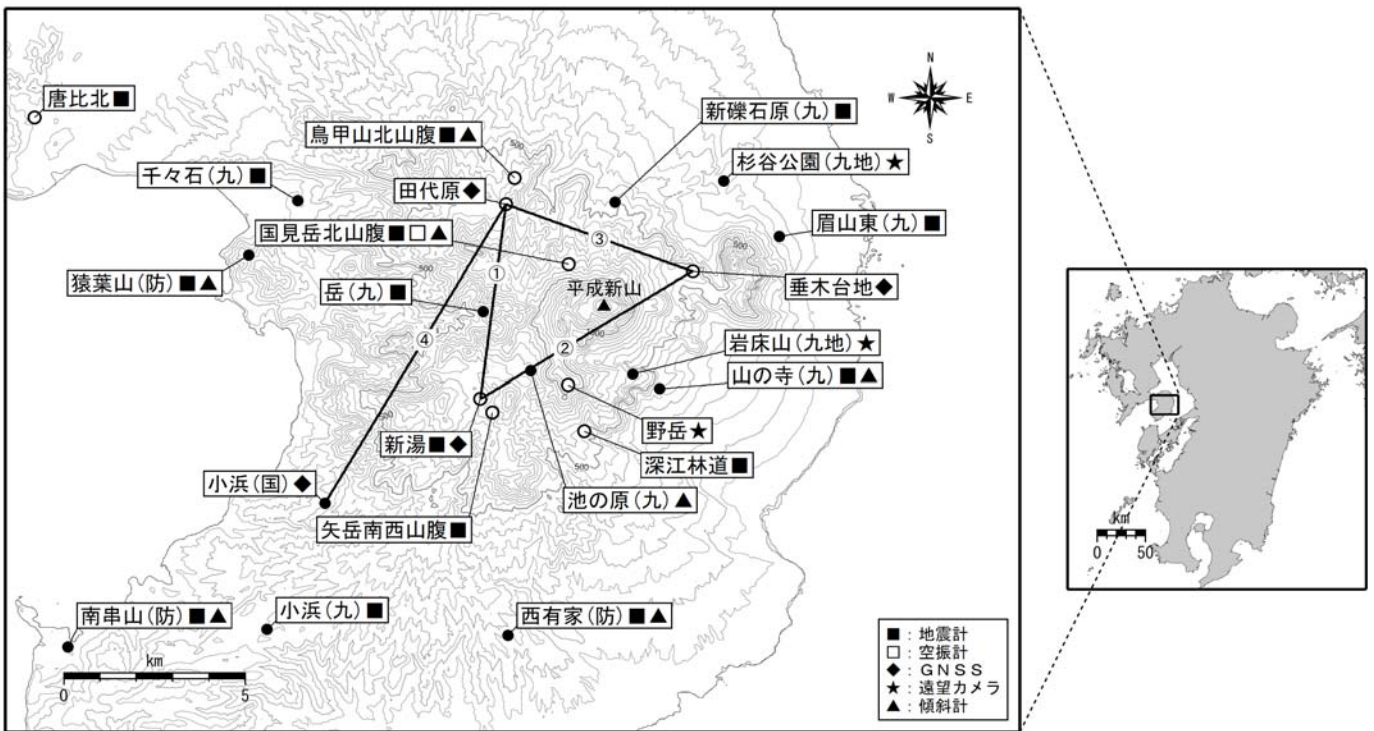 唐比北■
鳥甲山北山腹■▲
新礫石原(九)■
千々石(九)■
田代原◆
杉谷公園(九地)★
国見岳北山腹■□▲
眉山東(九)■
猿葉山(防)■▲
岳(九)■
平成新山
垂木台地◆
岩床山(九地)★
山の寺(九)■▲
新湯■◆
野岳★
深江林道■
小浜(国)◆
池の原(九)▲
矢岳南西山腹■
南串山(防)■▲
小浜(九)■
西有家(防)■▲
①
②
③
④
500
500
500
500
500
500
1000
N
W
E
S
km
0
5
■:地震計
□:空振計
◆:GNSS
★:遠望カメラ
▲:傾斜計
km
0
50